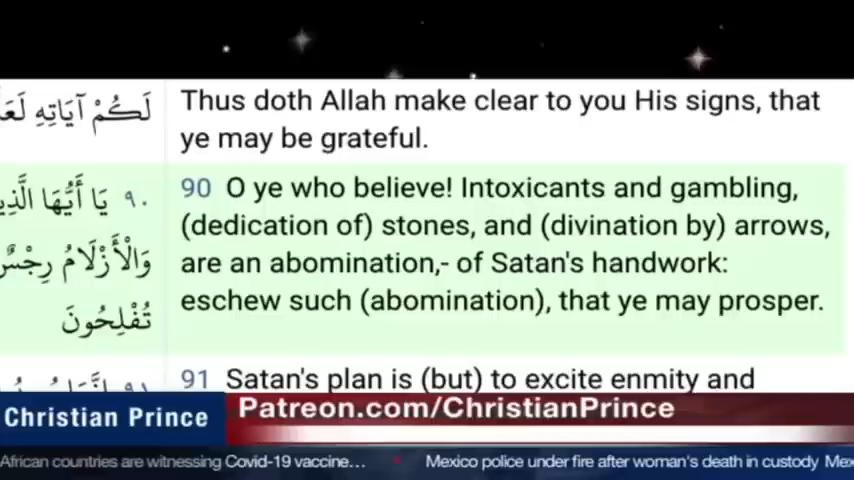 لَكُمْ آيَاتِهِ
Thus doth Allah make clear to you His signs, that
ye may be grateful.
٩٠ يَا أَيُّهَا
90 O ye who believe! Intoxicants and gambling,
(dedication of) stones, and (divination by) arrows,
وَالْأَزْلَامُ رِجْسٌ
are an abomination,- of Satan's handwork:
eschew such (abomination), that ye may prosper.
تُفْلِحُونَ
91 Satan's plan is (but) to excite enmity and
Christian Prince
Patreon.com/ChristianPrince
African countries are witnessing Covid-19 vaccine... Mexico police under fire after woman's death in custody Mex